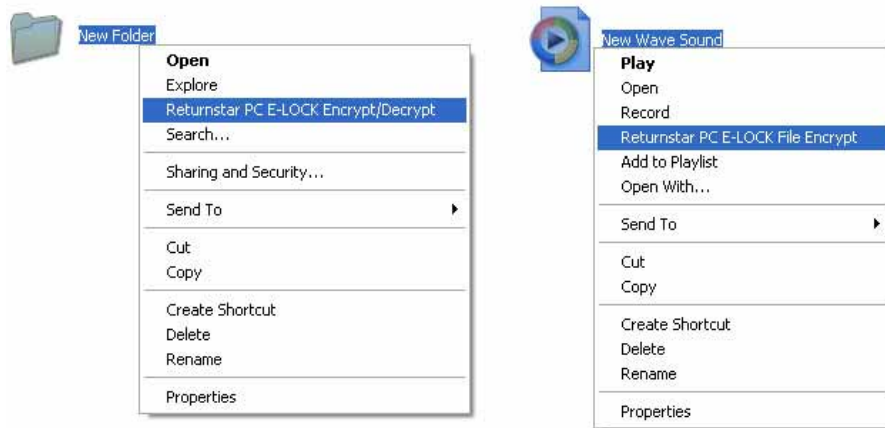 New Folder
Open
Explore
Returnstar PC E-LOCK Encrypt/Decrypt
Search...
Sharing and Security...
Send To
Cut
Copy
Create Shortcut
Delete
Rename
Properties
New Wave Sound
Play
Open
Record
Returnstar PC E-LOCK File Encrypt
Add to Playlist
Open With...
Send To
Cut
Copy
Create Shortcut
Delete
Rename
Properties